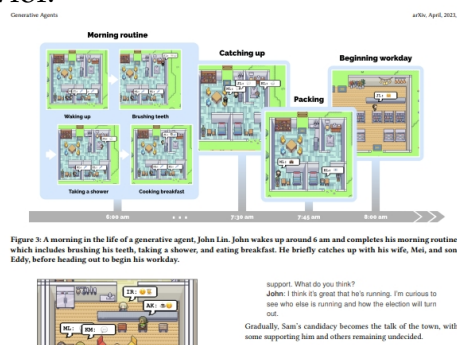 Generative Agents
arXiv, April, 2023,
Morning routine
Catching up
Beginning workday
Packing
Waking up
Brushing teeth
Taking a shower
Cooking breakfast
6:00 am
7:30 am
7:45 am
8:00 am
Figure 3: A morning in the life of a generative agent, John Lin. John wakes up around 6 am and completes his morning routine
which includes brushing his teeth, taking a shower, and eating breakfast. He briefly catches up with his wife, Mei, and son
Eddy, before heading out to begin his workday.
IR:
AK:
ML:
support. What do you think?
John: I think it's great that he's running. I'm curious to
see who else is running and how the election will turn
out.
Gradually, Sam's candidacy becomes the talk of the town, with
some supporting him and others remaining undecided.